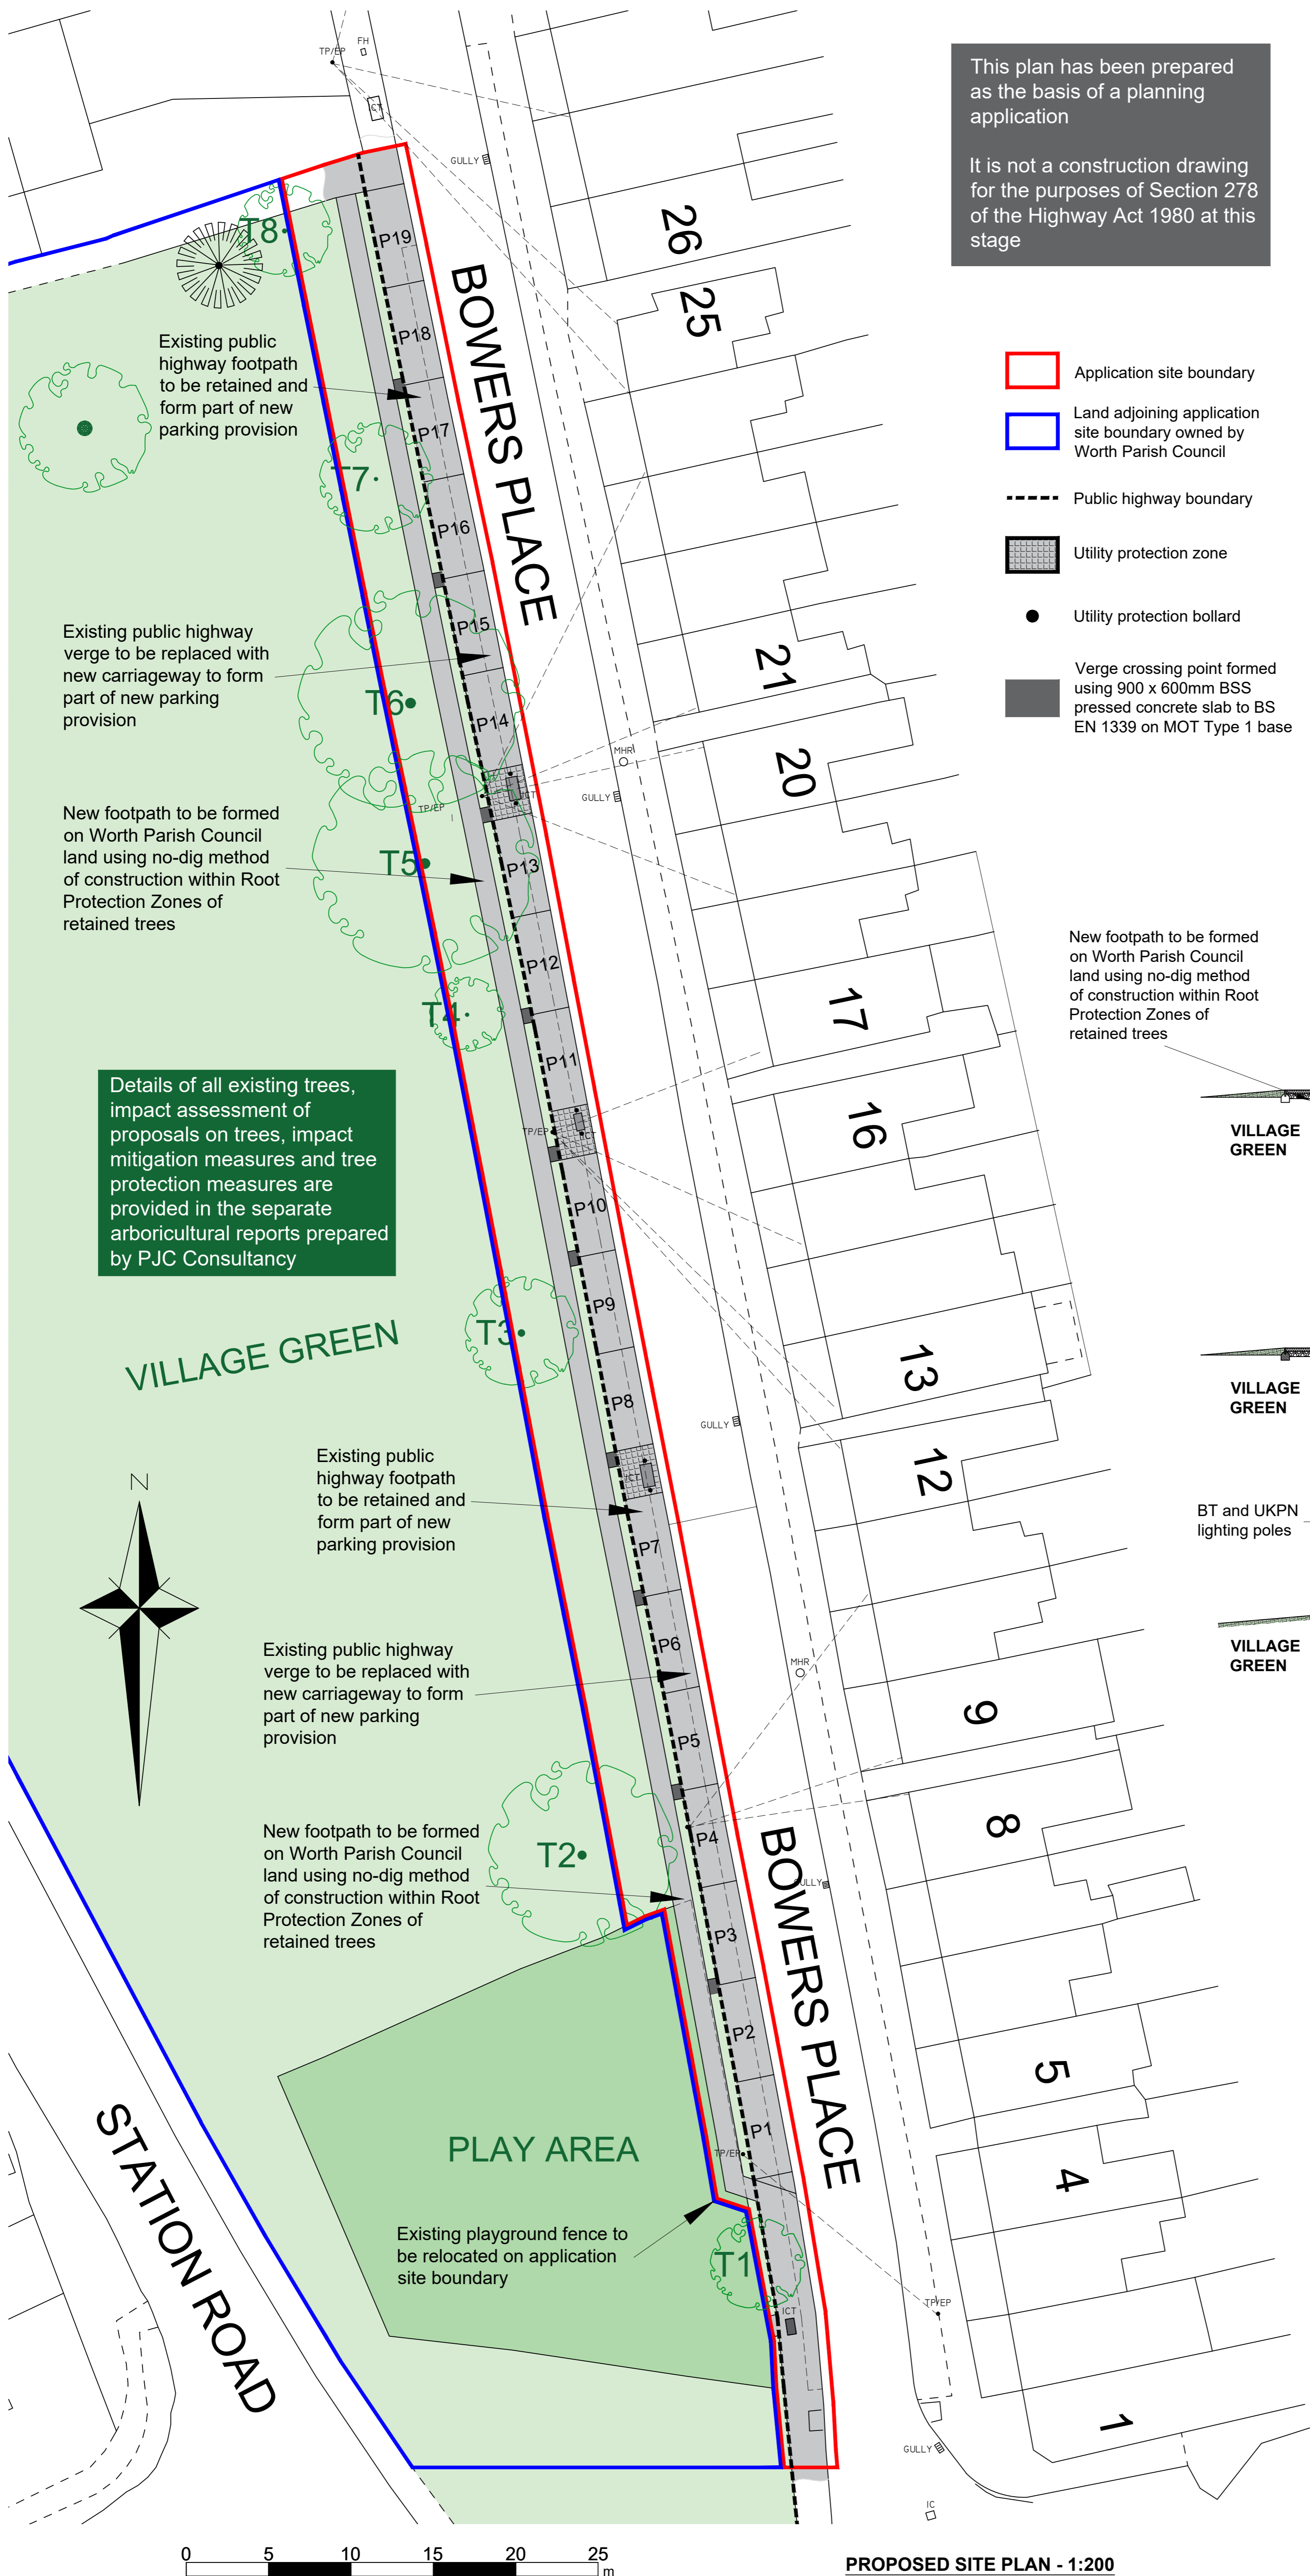 TP/EP
FH
CT
GULLY
This plan has been prepared
as the basis of a planning
application
It is not a construction drawing
for the purposes of Section 278
of the Highway Act 1980 at this
stage
T8
P19
26
25
BOWERS PLACE
Existing public
highway footpath
to be retained and
form part of new
parking provision
P18
Application site boundary
Land adjoining application
site boundary owned by
Worth Parish Council
P17
T7
Public highway boundary
P16
Utility protection zone
Utility protection bollard
Existing public highway
verge to be replaced with
new carriageway to form
part of new parking
provision
P15
21
Verge crossing point formed
using 900 x 600mm BSS
pressed concrete slab to BS
EN 1339 on MOT Type 1 base
T6
P14
MHR
20
GULLY
ICT
TP/EP
New footpath to be formed
on Worth Parish Council
land using no-dig method
of construction within Root
Protection Zones of
retained trees
T5
P13
P12
17
New footpath to be formed
on Worth Parish Council
land using no-dig method
of construction within Root
Protection Zones of
retained trees
T4
P11
Details of all existing trees,
impact assessment of
proposals on trees, impact
mitigation measures and tree
protection measures are
provided in the separate
arboricultural reports prepared
by PJC Consultancy
TP/EP
16
VILLAGE
GREEN
P10
P9
T3
VILLAGE GREEN
13
VILLAGE
GREEN
P8
GULLY
12
Existing public
highway footpath
to be retained and
form part of new
parking provision
N
BT and UKPN
lighting poles
P7
P6
MHR
Existing public highway
verge to be replaced with
new carriageway to form
part of new parking
provision
VILLAGE
GREEN
9
P5
8
P4
T2
New footpath to be formed
on Worth Parish Council
land using no-dig method
of construction within Root
Protection Zones of
retained trees
BOWERS PLACE
GULLY
P3
P2
5
P1
PLAY AREA
TP/EP
4
STATION ROAD
Existing playground fence to
be relocated on application
site boundary
T1
ICT
TP/EP
1
GULLY
IC
0 5 10 15 20 25
m
PROPOSED SITE PLAN - 1:200